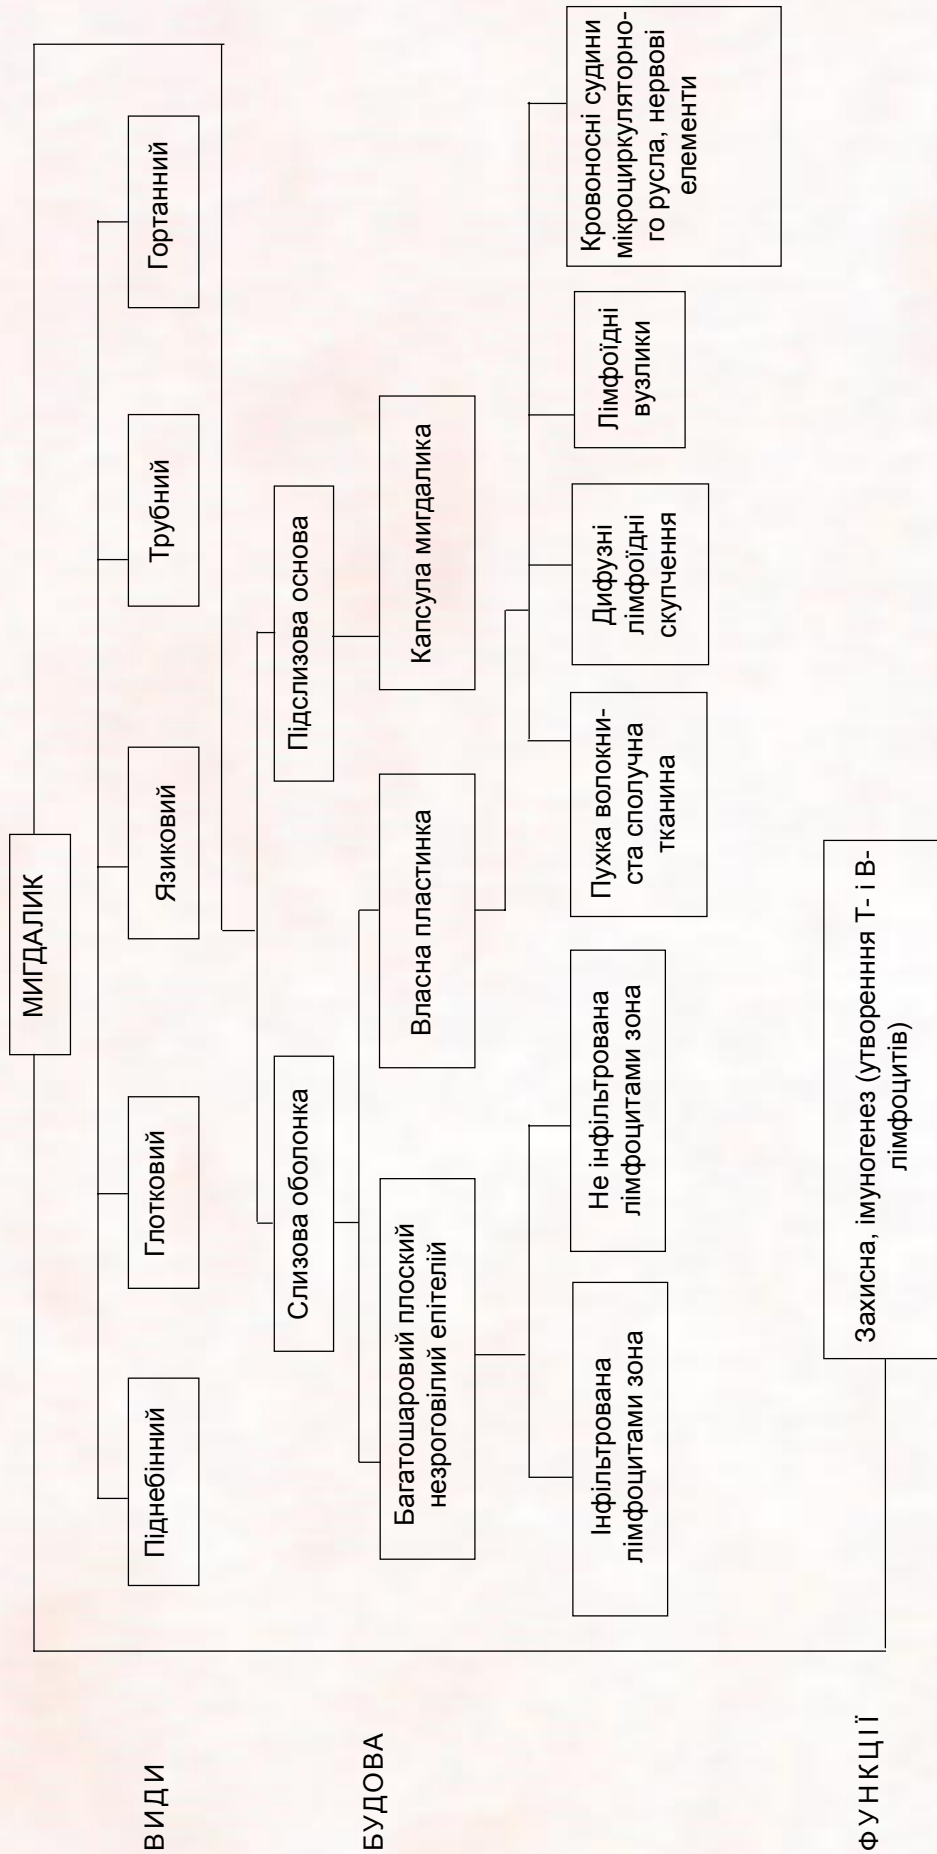 МИГДАЛИК
ВИДИ
Піднебінний
Глотковий
Язиковий
Трубний
Гортанний
БУДОВА
Слизова оболонка
Підслизова основа
Багатошаровий плоский
незроговілий епітелій
Власна пластинка
Капсула мигдалика
Інфільтрована
лімфоцитами зона
Не інфільтрована
лімфоцитами зона
Пухка волокни-
ста сполучна
тканина
Дифузні
лімфоїдні
скупчення
Лімфоїдні
вузлики
Кровоносні судини
мікроциркуляторно-
го русла, нервові
елементи
ФУНКЦІЇ
Захисна, імуногенез (утворенння Т- і В-
лімфоцитів)